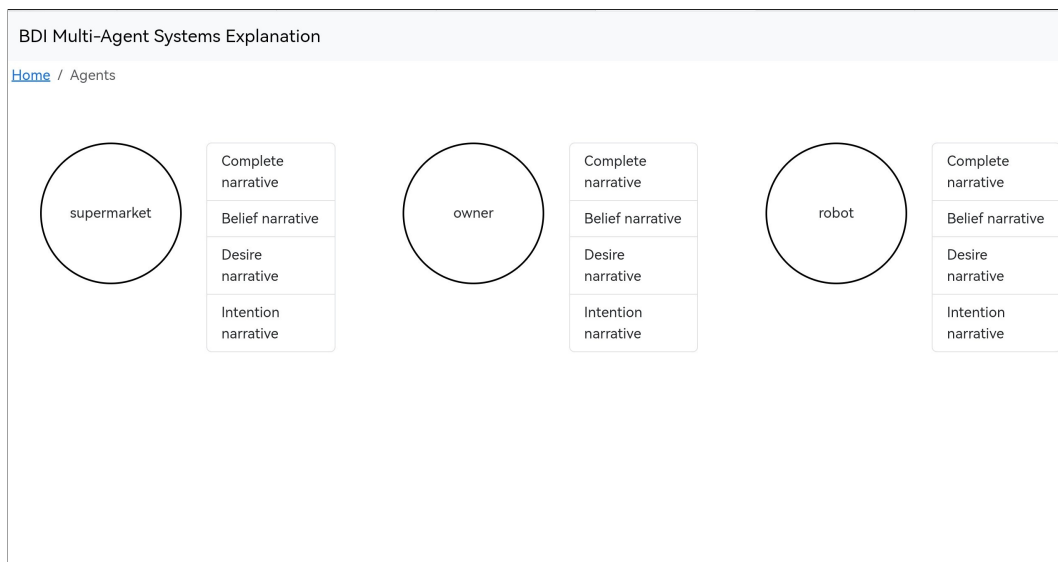 BDI Multi-Agent Systems Explanation
Home / Agents
supermarket
Complete
narrative
Belief narrative
Desire
narrative
Intention
narrative
owner
Complete
narrative
Belief narrative
Desire
narrative
Intention
narrative
robot
Complete
narrative
Belief narrative
Desire
narrative
Intention
narrative